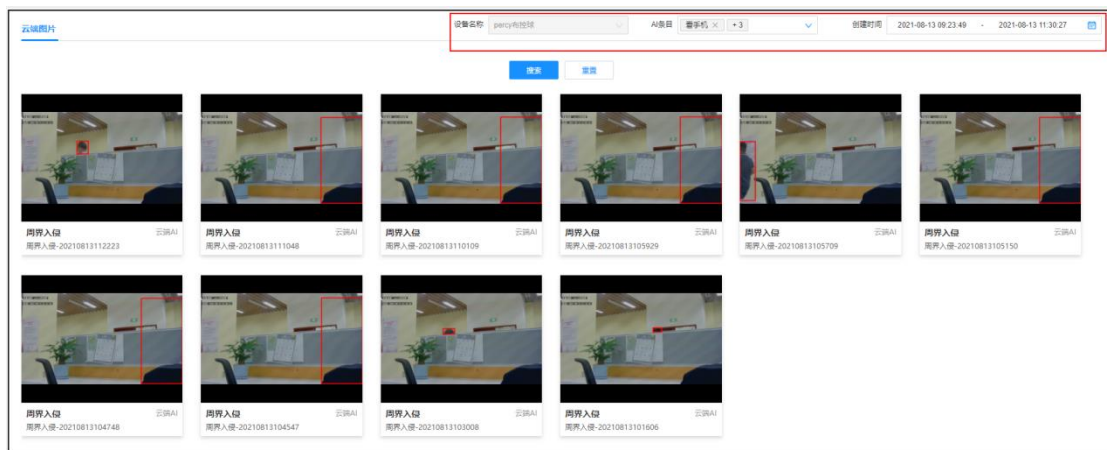 云端图片
设备名称 percy布控球 AI条目 看手机 × + 3 创建时间 2021-08-13 09:23:49 - 2021-08-13 11:30:27
搜索 重置
周界入侵 云端AI 周界入侵 云端AI 周界入侵 云端AI 周界入侵 云端AI 周界入侵 云端AI 周界入侵 云端AI
周界入侵-20210813112223 周界入侵-20210813111048 周界入侵-20210813110109 周界入侵-20210813105929 周界入侵-20210813105709 周界入侵-20210813105150
周界入侵 云端AI 周界入侵 云端AI 周界入侵 云端AI 周界入侵 云端AI
周界入侵-20210813104748 周界入侵-20210813104547 周界入侵-20210813103008 周界入侵-20210813101606